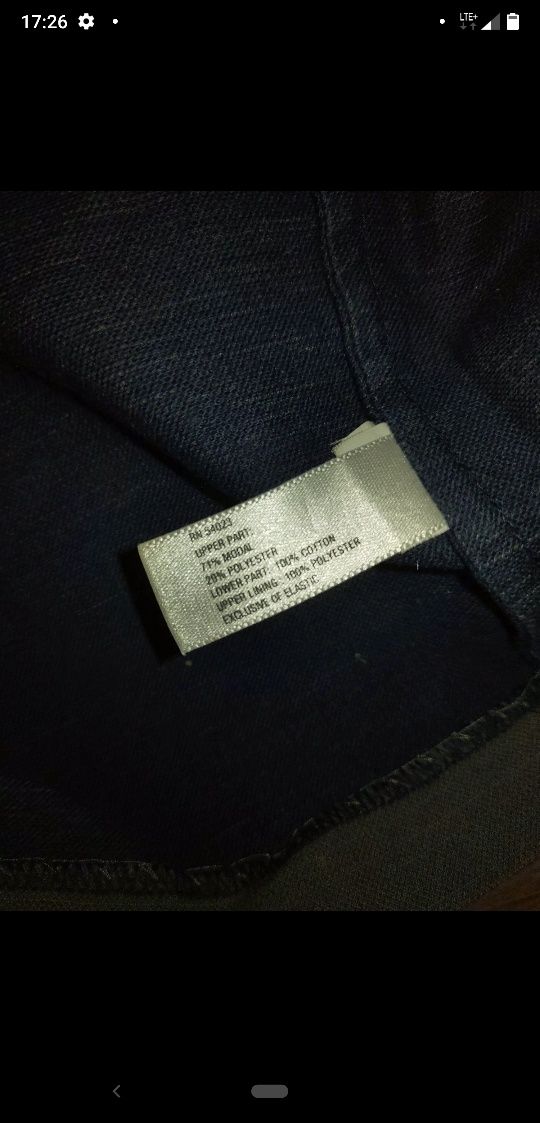 17:26
LTE+
RN 34023
UPPER PART:
71% MODAL
29% POLYESTER
LOWER PART: 100% COTTON
UPPER LINING: 100% POLYESTER
EXCLUSIVE OF ELASTIC